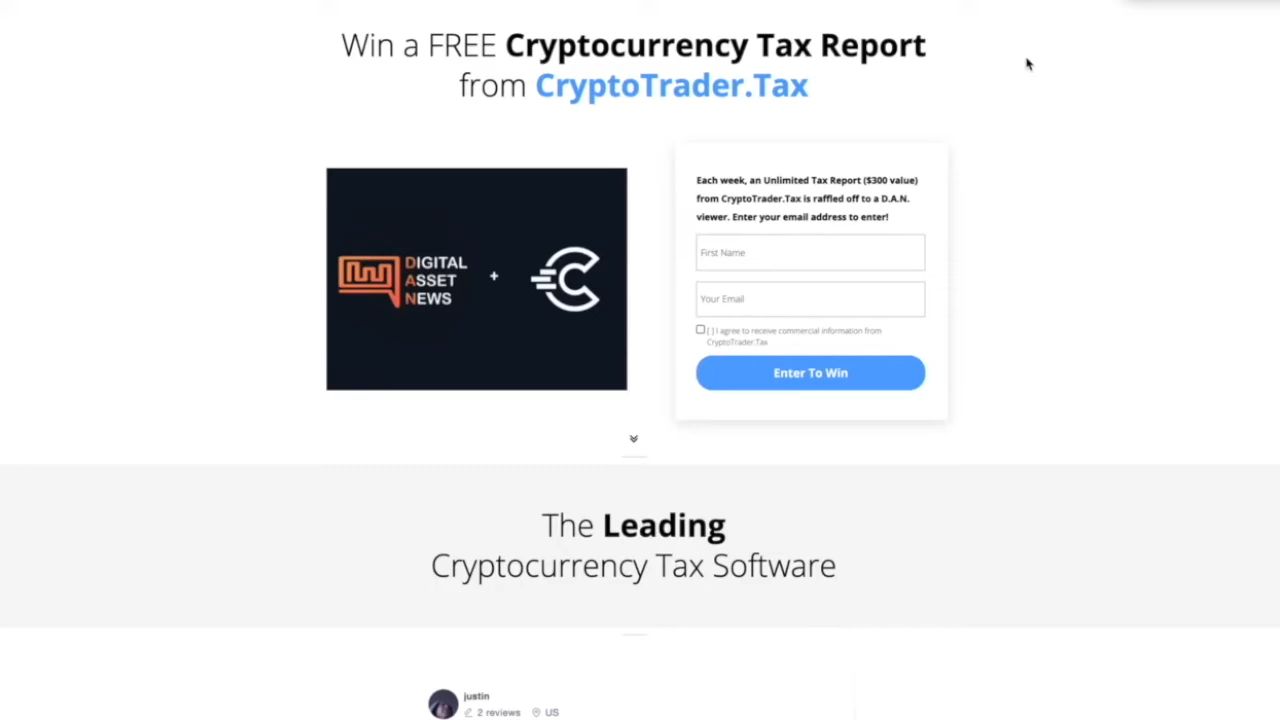 Win a FREE Cryptocurrency Tax Report
from CryptoTrader.Tax
DIGITAL
ASSET
NEWS
+
Each week, an Unlimited Tax Report ($300 value)
from CryptoTrader.Tax is raffled off to a D.A.N.
viewer. Enter your email address to enter!
First Name
Your Email
[ ] I agree to receive commercial information from
CryptoTrader.Tax
Enter To Win
The Leading
Cryptocurrency Tax Software
justin
2 reviews US